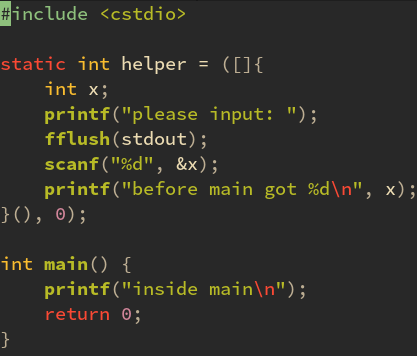 #include <cstdio>

static int helper = ([]{
    int x;
    printf("please input: ");
    fflush(stdout);
    scanf("%d", &x);
    printf("before main got %d\n", x);
}(), 0);

int main() {
    printf("inside main\n");
    return 0;
}